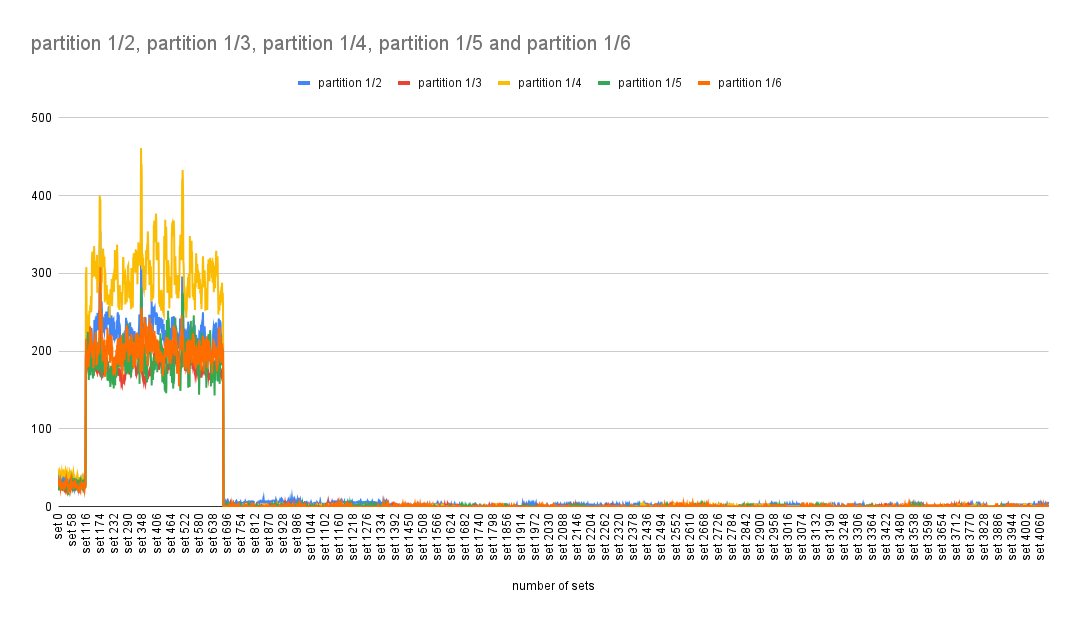 partition 1/2, partition 1/3, partition 1/4, partition 1/5 and partition 1/6
partition 1/2 partition 1/3 partition 1/4 partition 1/5 partition 1/6
500
400
300
200
100
0
set 0
set 58
set 116
set 174
set 232
set 290
set 348
set 406
set 464
set 522
set 580
set 638
set 696
set 754
set 812
set 870
set 928
set 986
set 1044
set 1102
set 1160
set 1218
set 1276
set 1334
set 1392
set 1450
set 1508
set 1566
set 1624
set 1682
set 1740
set 1798
set 1856
set 1914
set 1972
set 2030
set 2088
set 2146
set 2204
set 2262
set 2320
set 2378
set 2436
set 2494
set 2552
set 2610
set 2668
set 2726
set 2784
set 2842
set 2900
set 2958
set 3016
set 3074
set 3132
set 3190
set 3248
set 3306
set 3364
set 3422
set 3480
set 3538
set 3596
set 3654
set 3712
set 3770
set 3828
set 3886
set 3944
set 4002
set 4060
number of sets